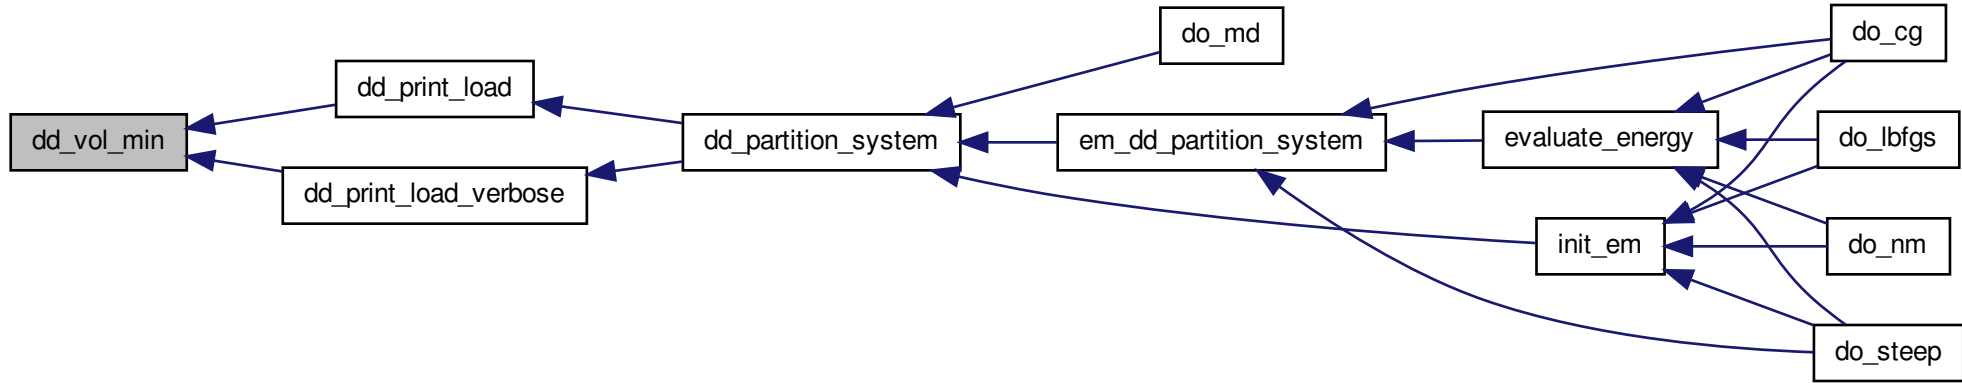 do_md
do_cg
dd_print_load
dd_vol_min
dd_partition_system
em_dd_partition_system
evaluate_energy
do_lbfgs
dd_print_load_verbose
init_em
do_nm
do_steep